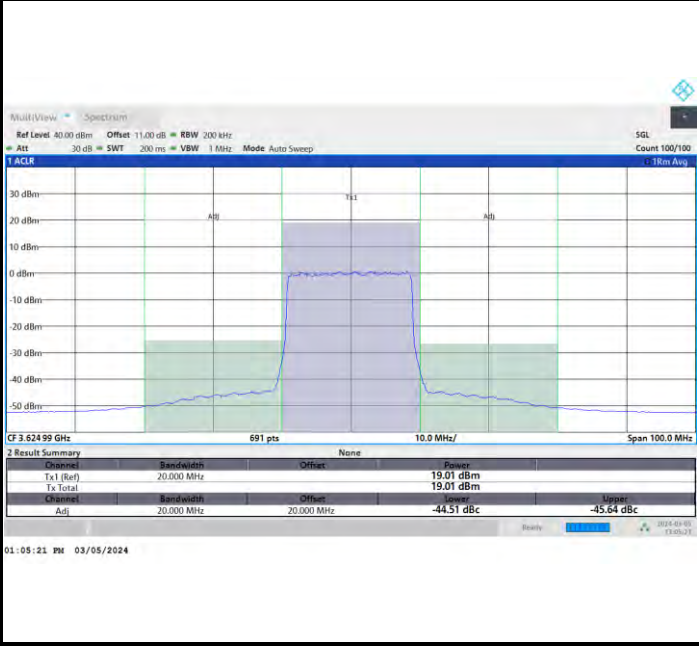 MultiView Spectrum
Ref Level 40.00 dBm Offset 11.00 dB RBW 200 kHz SGL
Att 30 dB SWT 200 ms VBW 1 MHz Mode Auto Sweep Count 100/100
1 ACLR 1Rm Avg
30 dBm
Tx1
20 dBm Adj Adj
10 dBm
0 dBm
-10 dBm
-20 dBm
-30 dBm
-40 dBm
-50 dBm
CF 3.624 99 GHz 691 pts 10.0 MHz/ Span 100.0 MHz
2 Result Summary None
Channel Bandwidth Offset Power
Tx1 (Ref) 20.000 MHz 19.01 dBm
Tx Total 19.01 dBm
Channel Bandwidth Offset Lower Upper
Adj 20.000 MHz 20.000 MHz -44.51 dBc -45.64 dBc
Ready 2024-03-05
13:05:21
01:05:21 PM 03/05/2024